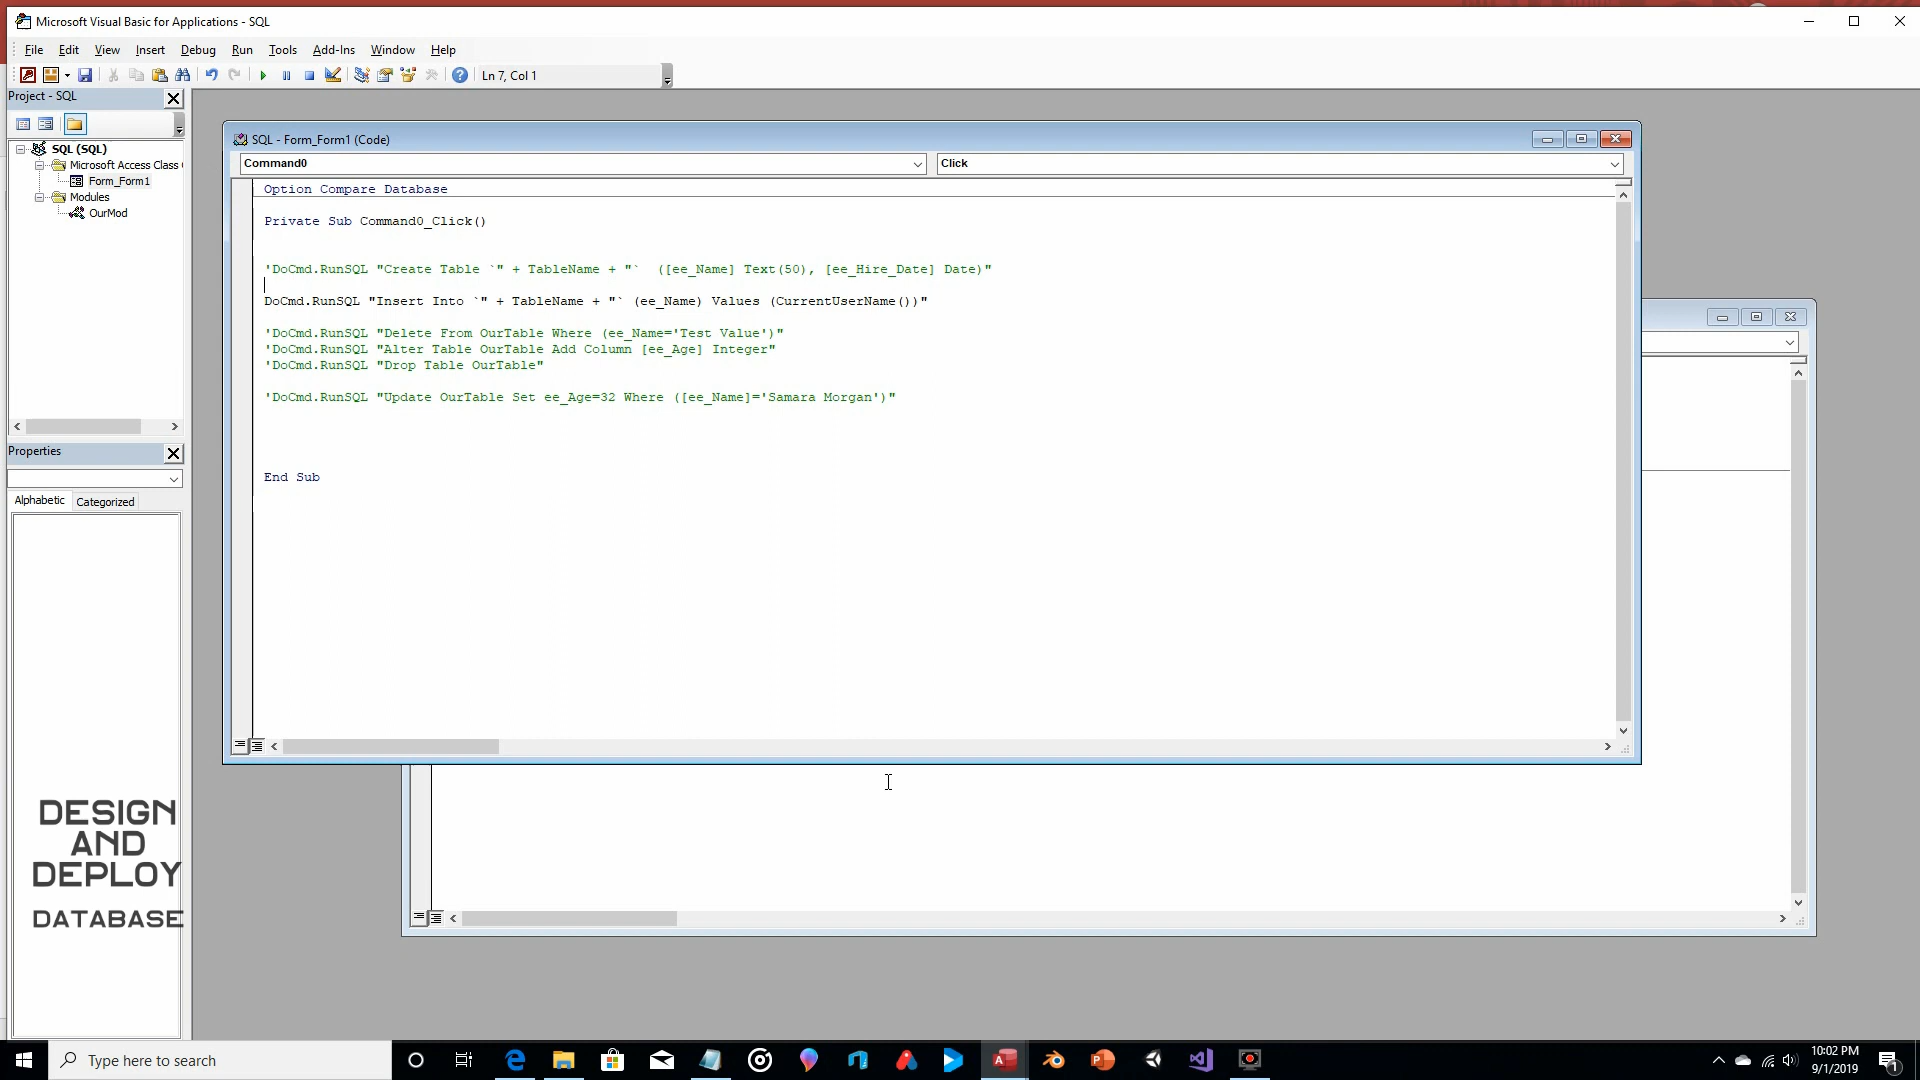 Microsoft Visual Basic for Applications - SQL
File Edit View Insert Debug Run Tools Add-Ins Window Help
Ln 7, Col 1
Project - SQL
SQL (SQL)
Microsoft Access Class
Form_Form1
Modules
OurMod
SQL - Form_Form1 (Code)
Command0 Click
Option Compare Database
Private Sub Command0_Click()
'DoCmd.RunSQL "Create Table `" + TableName + "`  ([ee_Name] Text(50), [ee_Hire_Date] Date)"
DoCmd.RunSQL "Insert Into `" + TableName + "` (ee_Name) Values (CurrentUserName())"
'DoCmd.RunSQL "Delete From OurTable Where (ee_Name='Test Value')"
'DoCmd.RunSQL "Alter Table OurTable Add Column [ee_Age] Integer"
'DoCmd.RunSQL "Drop Table OurTable"
'DoCmd.RunSQL "Update OurTable Set ee_Age=32 Where ([ee_Name]='Samara Morgan')"
End Sub
Properties
Alphabetic Categorized
DESIGN
AND
DEPLOY
DATABASE
Type here to search
10:02 PM
9/1/2019
1